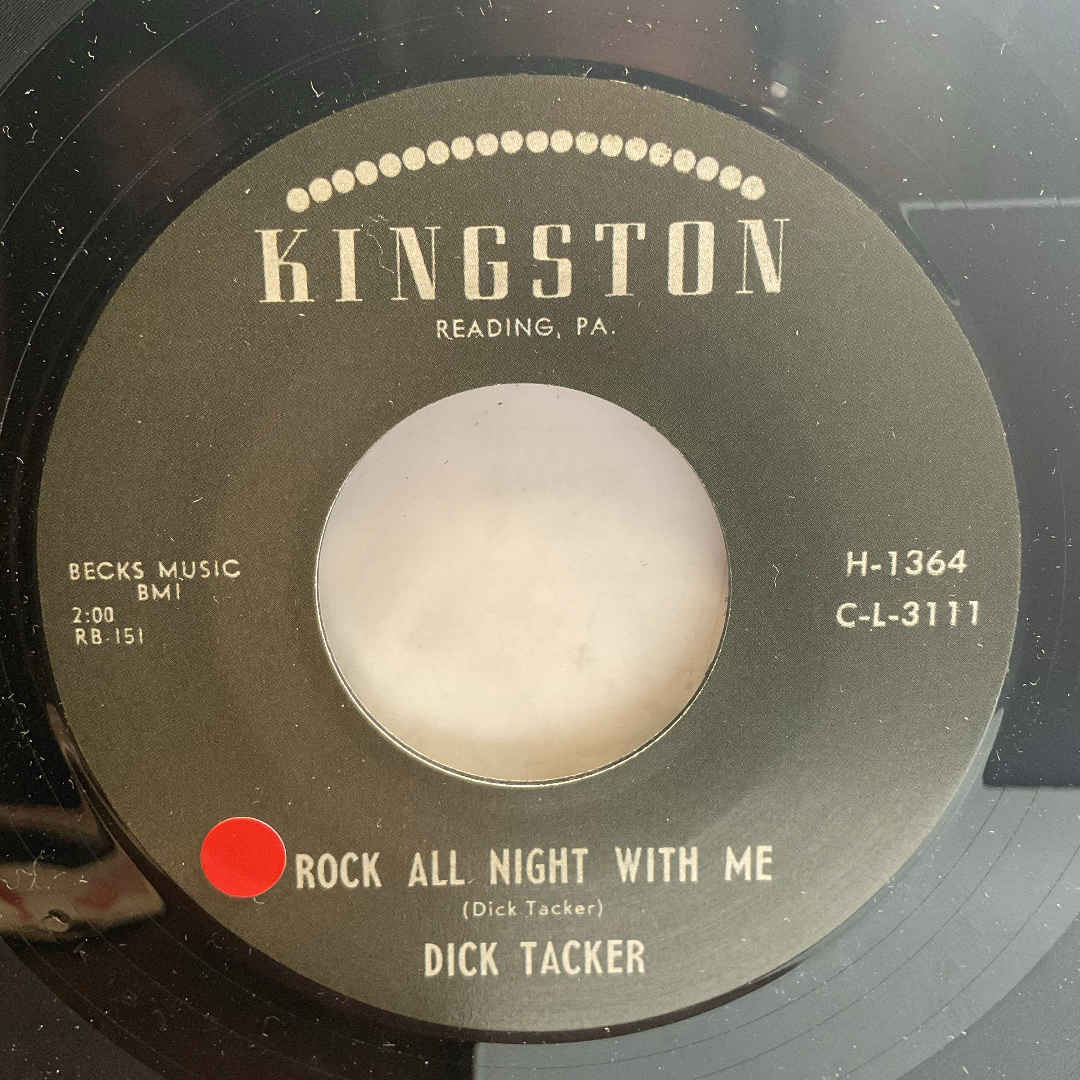 KINGSTON
READING, PA.
BECKS MUSIC
BMI
2:00
RB-151
H-1364
C-L-3111
ROCK ALL NIGHT WITH ME
(Dick Tacker)
DICK TACKER